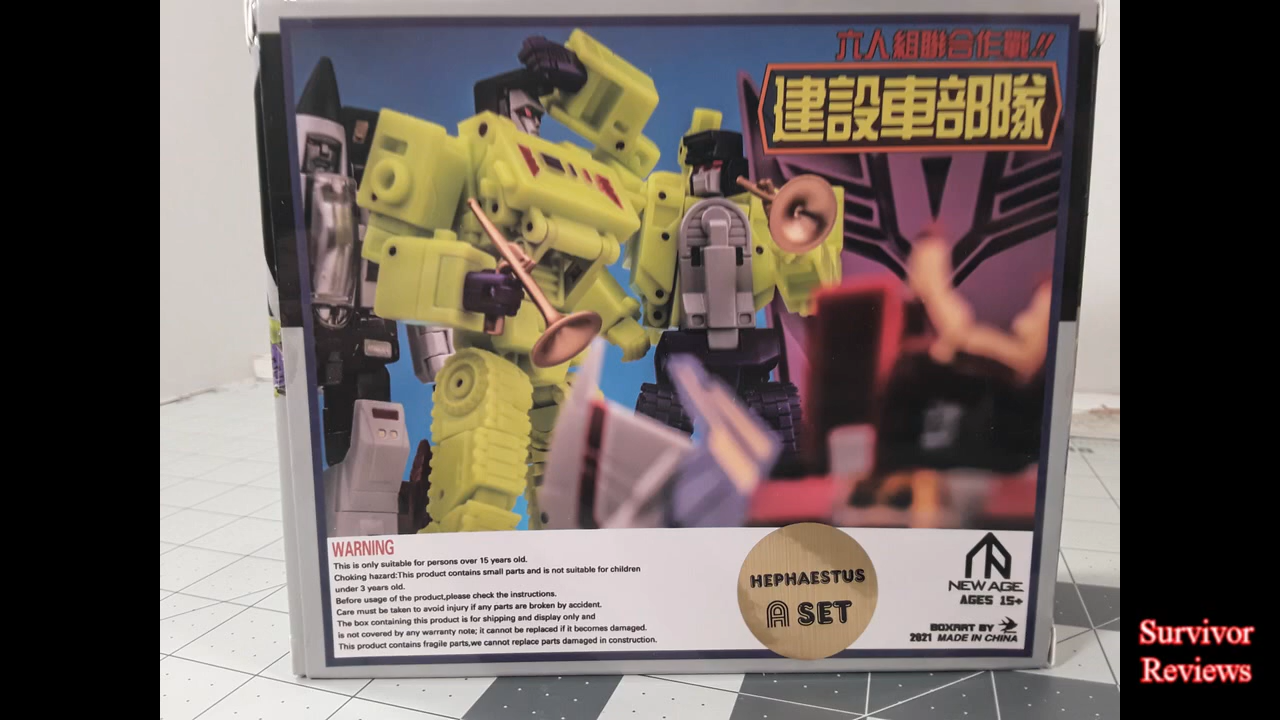 六人組聯合作戰!!
建設車部隊
WARNING
This is only suitable for persons over 15 years old.
Choking hazard:This product contains small parts and is not suitable for children
under 3 years old.
Before usage of the product,please check the instructions.
Care must be taken to avoid injury if any parts are broken by accident.
The box containing this product is for shipping and display only and
is not covered by any warranty note; it cannot be replaced if it becomes damaged.
This product contains fragile parts,we cannot replace parts damaged in construction.
HEPHAESTUS
A SET
NEWAGE
AGES 15+
BOXART BY
2021 MADE IN CHINA
Survivor
Reviews